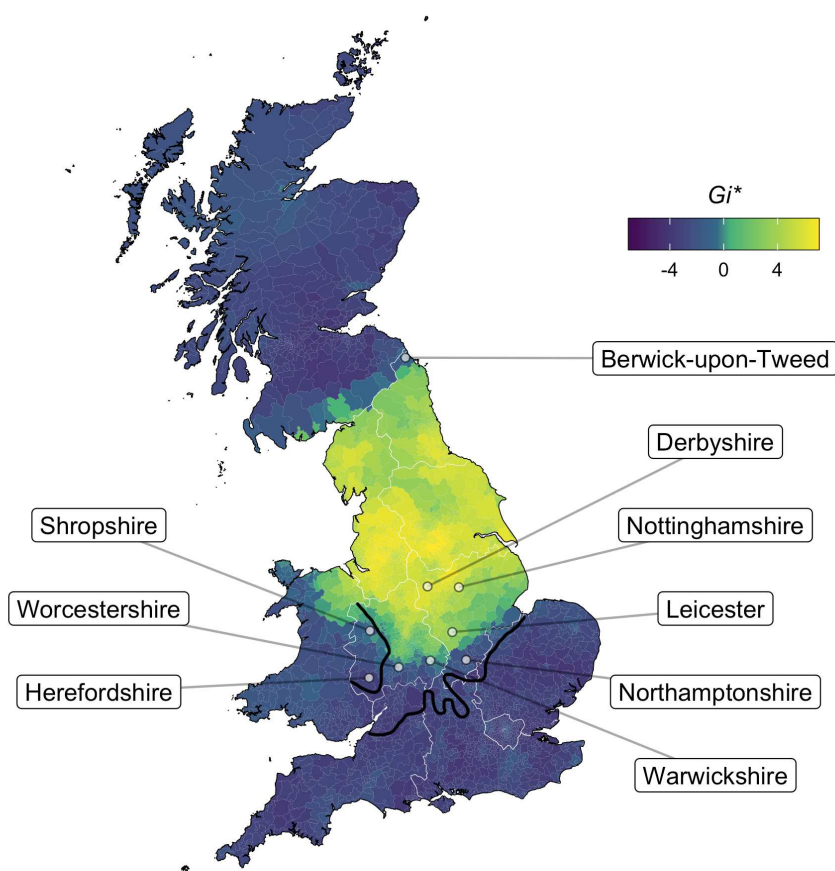 Gi*
-4 0 4
Berwick-upon-Tweed
Derbyshire
Shropshire
Nottinghamshire
Worcestershire
Leicester
Herefordshire
Northamptonshire
Warwickshire